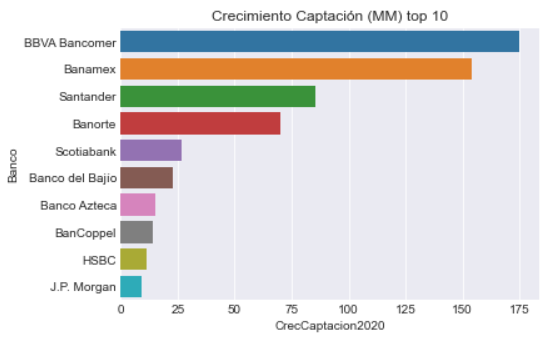 Crecimiento Captación (MM) top 10
BBVA Bancomer
Banamex
Santander
Banorte
Scotiabank
Banco del Bajío
Banco Azteca
BanCoppel
HSBC
J.P. Morgan
Banco
0 25 50 75 100 125 150 175
CrecCaptacion2020